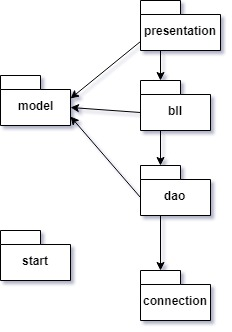 presentation
model
bll
dao
start
connection